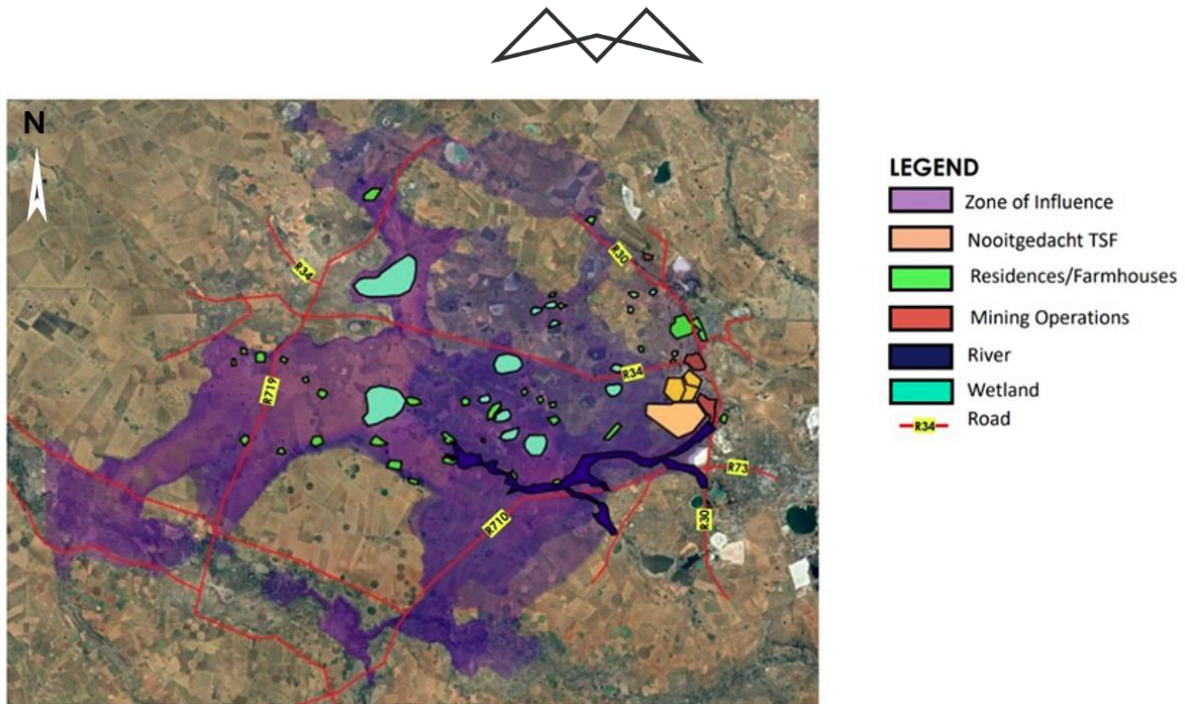 N
R30
R34
R34
R719
R73
R710
R30
LEGEND
Zone of Influence
Nooitgedacht TSF
Residences/Farmhouses
Mining Operations
River
Wetland
R34 Road